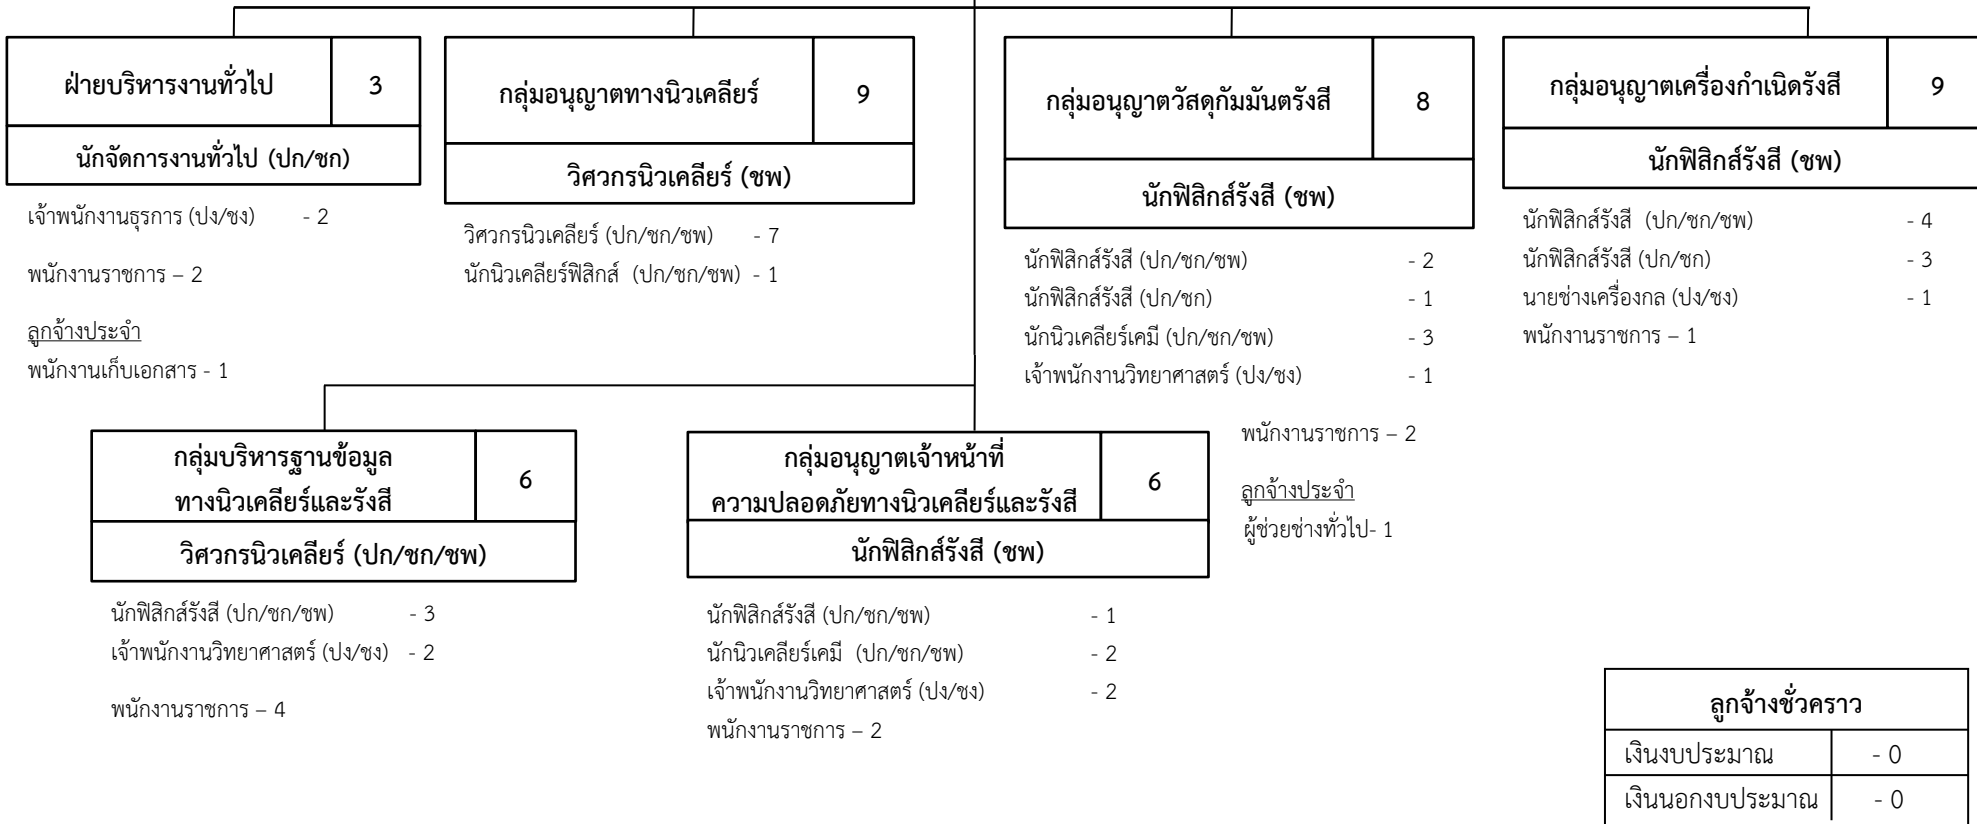 ฝ่ายบริหารงานทั่วไป 3
นักจัดการงานทั่วไป (ปก/ชก)
เจ้าพนักงานธุรการ (ปง/ชง) - 2
พนักงานราชการ – 2
ลูกจ้างประจำ
พนักงานเก็บเอกสาร - 1
กลุ่มอนุญาตทางนิวเคลียร์ 9
วิศวกรนิวเคลียร์ (ชพ)
วิศวกรนิวเคลียร์ (ปก/ชก/ชพ) - 7
นักนิวเคลียร์ฟิสิกส์ (ปก/ชก/ชพ) - 1
กลุ่มอนุญาตวัสดุกัมมันตรังสี 8
นักฟิสิกส์รังสี (ชพ)
นักฟิสิกส์รังสี (ปก/ชก/ชพ) - 2
นักฟิสิกส์รังสี (ปก/ชก) - 1
นักนิวเคลียร์เคมี (ปก/ชก/ชพ) - 3
เจ้าพนักงานวิทยาศาสตร์ (ปง/ชง) - 1
พนักงานราชการ – 2
ลูกจ้างประจำ
ผู้ช่วยช่างทั่วไป- 1
กลุ่มอนุญาตเครื่องกำเนิดรังสี 9
นักฟิสิกส์รังสี (ชพ)
นักฟิสิกส์รังสี (ปก/ชก/ชพ) - 4
นักฟิสิกส์รังสี (ปก/ชก) - 3
นายช่างเครื่องกล (ปง/ชง) - 1
พนักงานราชการ – 1
กลุ่มบริหารฐานข้อมูล
ทางนิวเคลียร์และรังสี 6
วิศวกรนิวเคลียร์ (ปก/ชก/ชพ)
นักฟิสิกส์รังสี (ปก/ชก/ชพ) - 3
เจ้าพนักงานวิทยาศาสตร์ (ปง/ชง) - 2
พนักงานราชการ – 4
กลุ่มอนุญาตเจ้าหน้าที่
ความปลอดภัยทางนิวเคลียร์และรังสี 6
นักฟิสิกส์รังสี (ชพ)
นักฟิสิกส์รังสี (ปก/ชก/ชพ) - 1
นักนิวเคลียร์เคมี (ปก/ชก/ชพ) - 2
เจ้าพนักงานวิทยาศาสตร์ (ปง/ชง) - 2
พนักงานราชการ – 2
ลูกจ้างชั่วคราว
เงินงบประมาณ - 0
เงินนอกงบประมาณ - 0